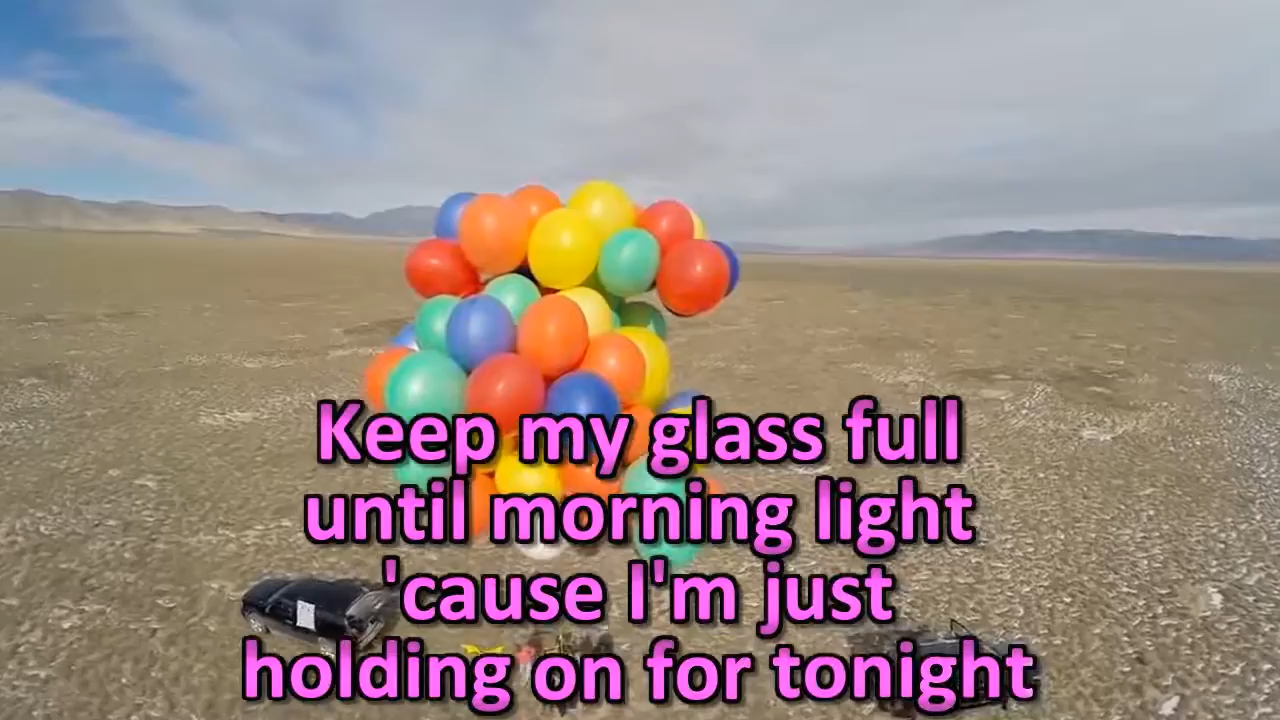 Keep my glass full
until morning light
'cause I'm just
holding on for tonight